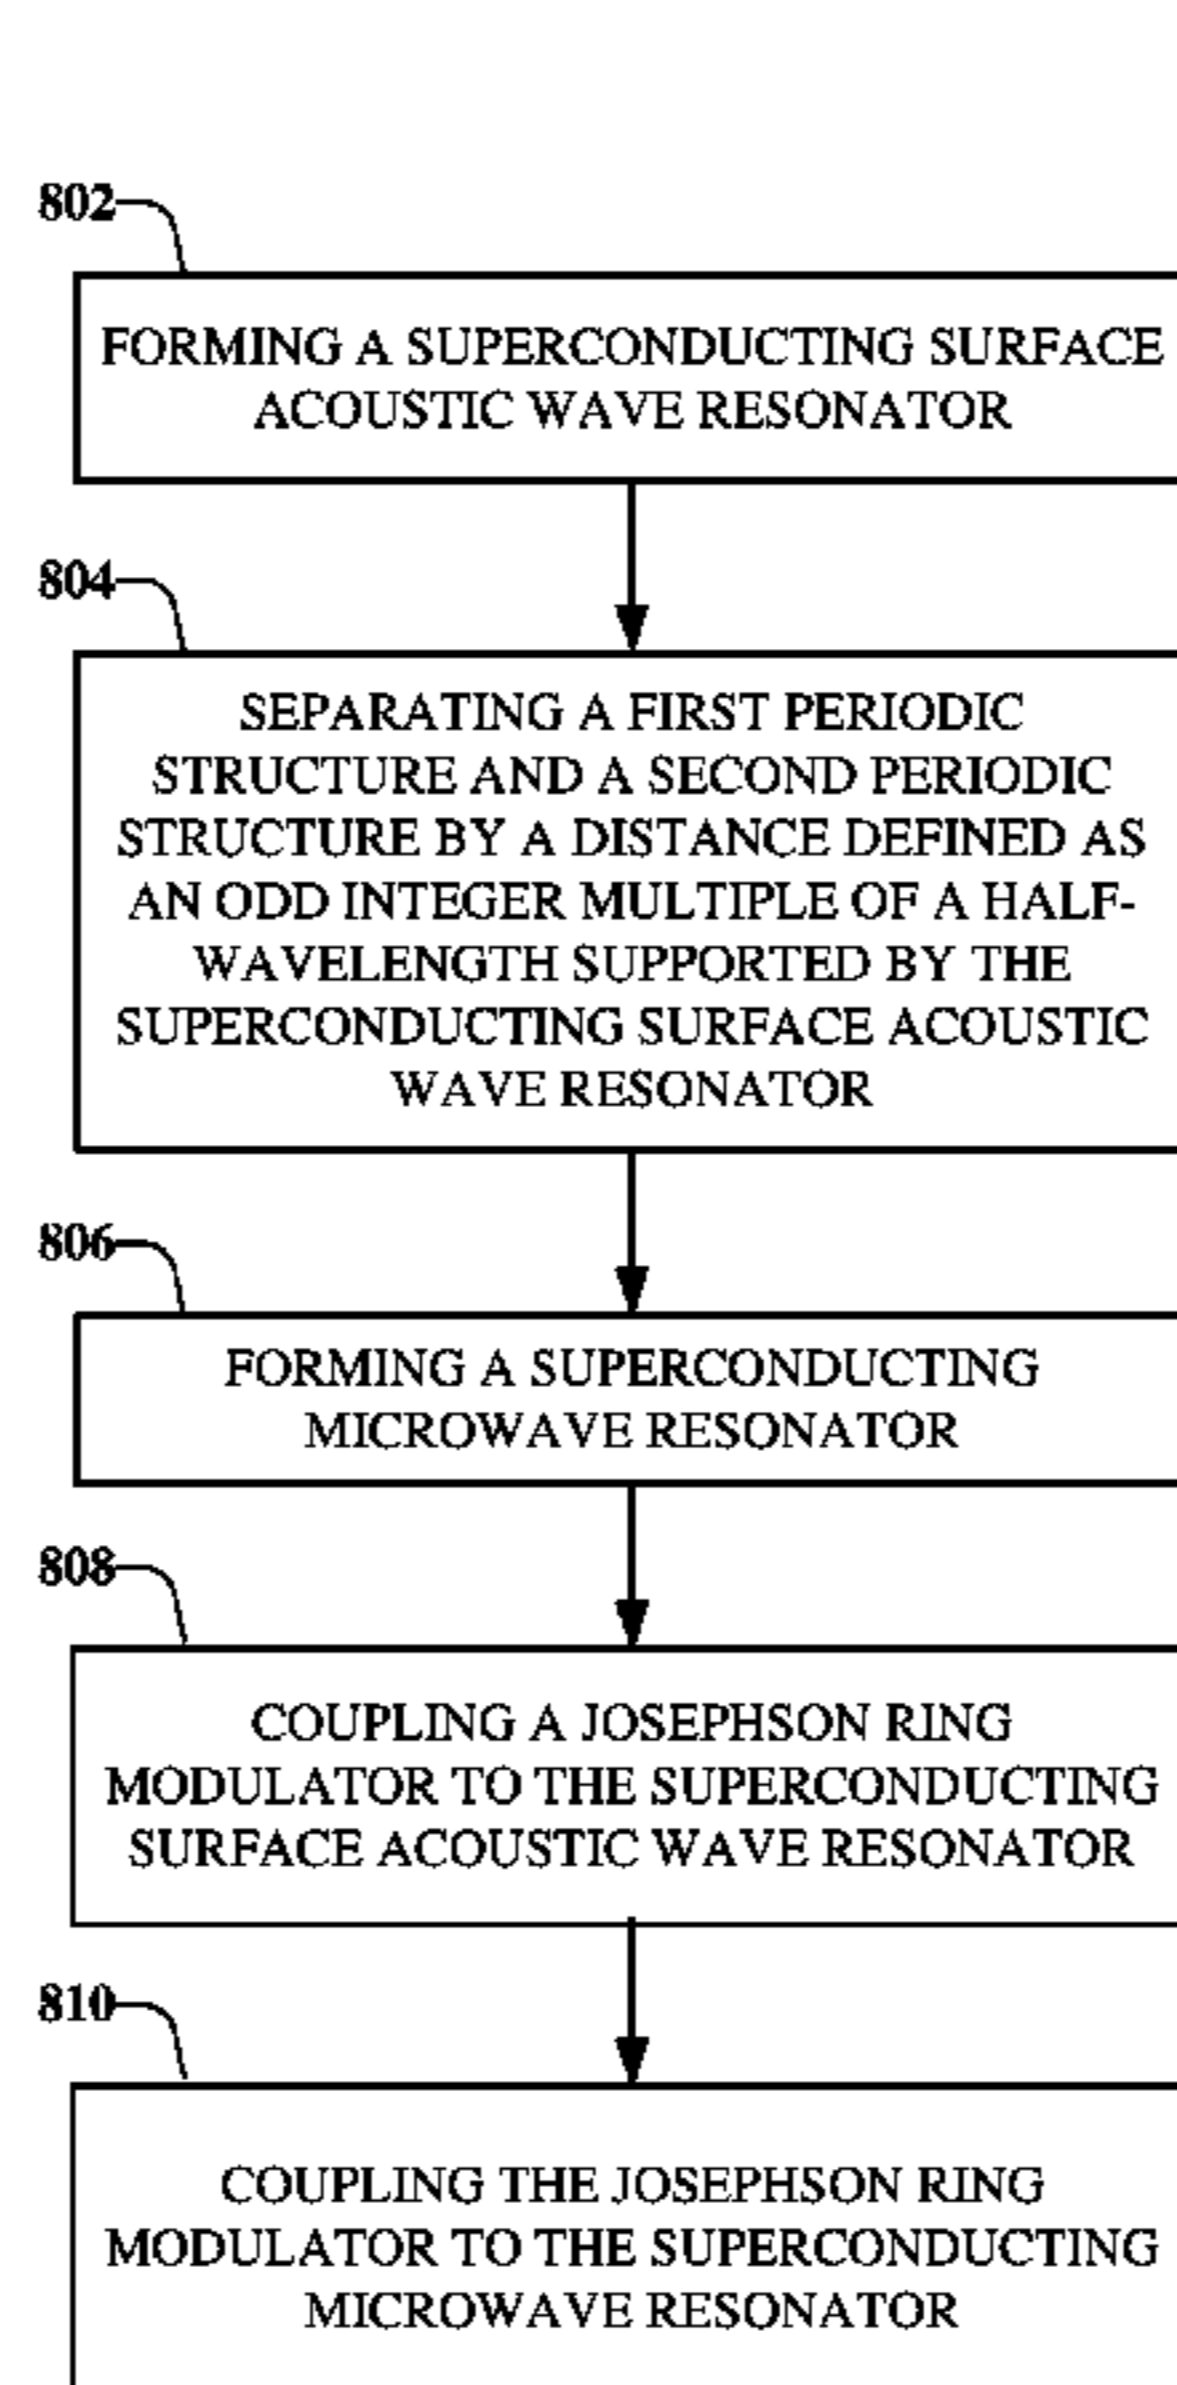 802
FORMING A SUPERCONDUCTING SURFACE
ACOUSTIC WAVE RESONATOR
804
SEPARATING A FIRST PERIODIC
STRUCTURE AND A SECOND PERIODIC
STRUCTURE BY A DISTANCE DEFINED AS
AN ODD INTEGER MULTIPLE OF A HALF-
WAVELENGTH SUPPORTED BY THE
SUPERCONDUCTING SURFACE ACOUSTIC
WAVE RESONATOR
806
FORMING A SUPERCONDUCTING
MICROWAVE RESONATOR
808
COUPLING A JOSEPHSON RING
MODULATOR TO THE SUPERCONDUCTING
SURFACE ACOUSTIC WAVE RESONATOR
810
COUPLING THE JOSEPHSON RING
MODULATOR TO THE SUPERCONDUCTING
MICROWAVE RESONATOR